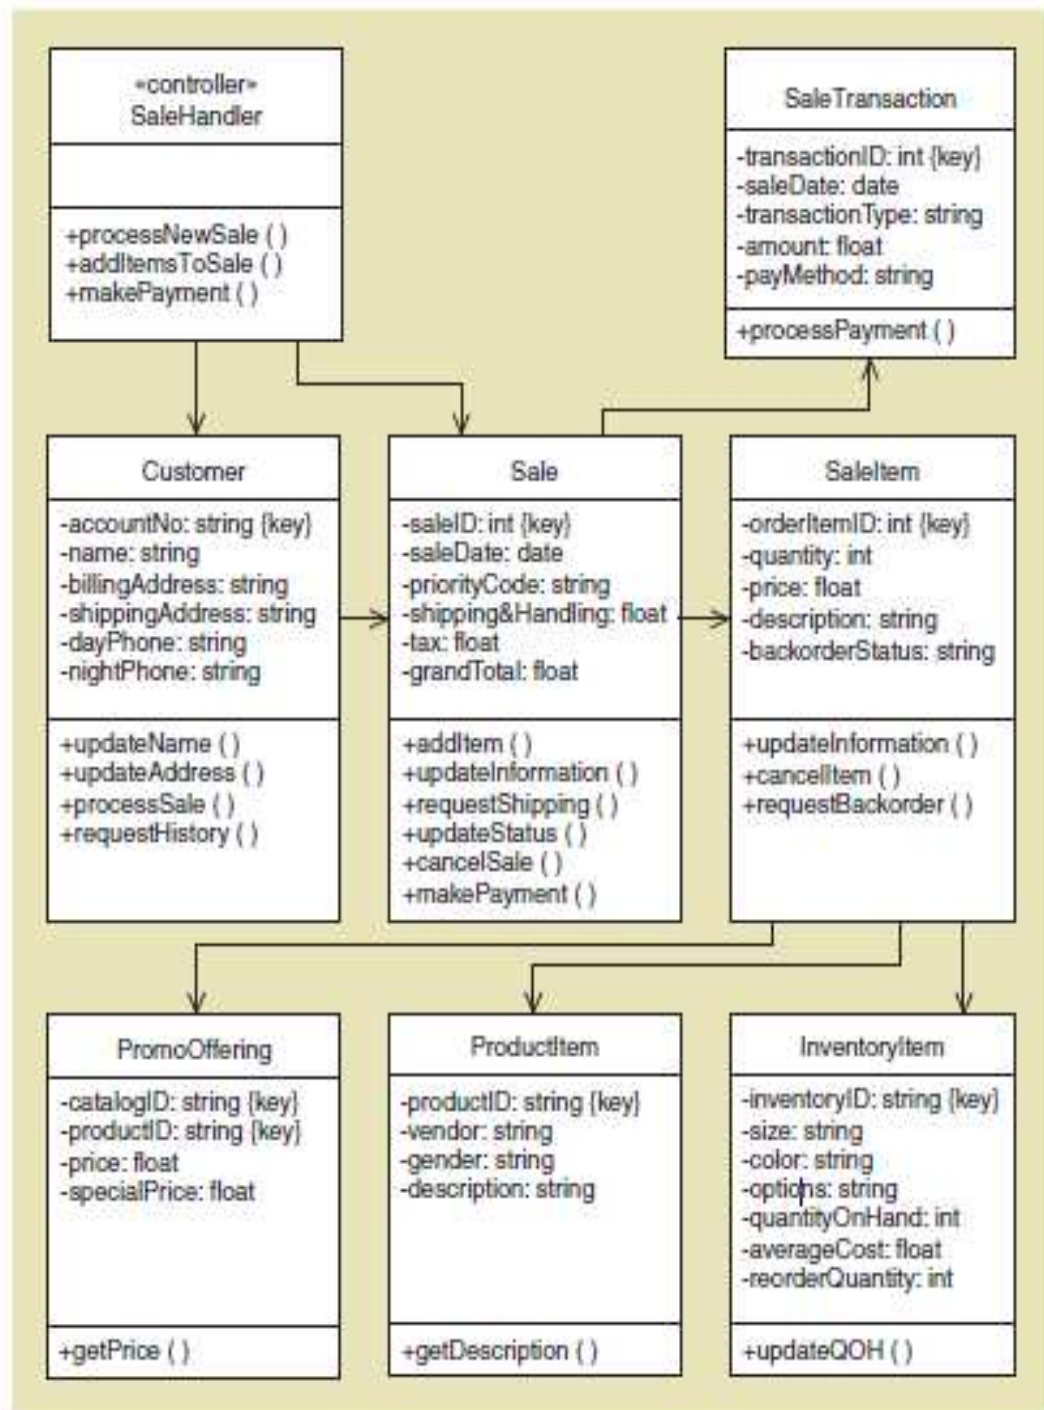 «controller»
SaleHandler
+processNewSale ( )
+addItemsToSale ( )
+makePayment ( )
SaleTransaction
-transactionID: int {key}
-saleDate: date
-transactionType: string
-amount: float
-payMethod: string
+processPayment ( )
Customer
-accountNo: string {key}
-name: string
-billingAddress: string
-shippingAddress: string
-dayPhone: string
-nightPhone: string
+updateName ( )
+updateAddress ( )
+processSale ( )
+requestHistory ( )
Sale
-saleID: int {key}
-saleDate: date
-priorityCode: string
-shipping&Handling: float
-tax: float
-grandTotal: float
+addItem ( )
+updateInformation ( )
+requestShipping ( )
+updateStatus ( )
+cancelSale ( )
+makePayment ( )
SaleItem
-orderItemID: int {key}
-quantity: int
-price: float
-description: string
-backorderStatus: string
+updateInformation ( )
+cancelItem ( )
+requestBackorder ( )
PromoOffering
-catalogID: string {key}
-productID: string {key}
-price: float
-specialPrice: float
+getPrice ( )
ProductItem
-productID: string {key}
-vendor: string
-gender: string
-description: string
+getDescription ( )
InventoryItem
-inventoryID: string {key}
-size: string
-color: string
-options: string
-quantityOnHand: int
-averageCost: float
-reorderQuantity: int
+updateQOH ( )